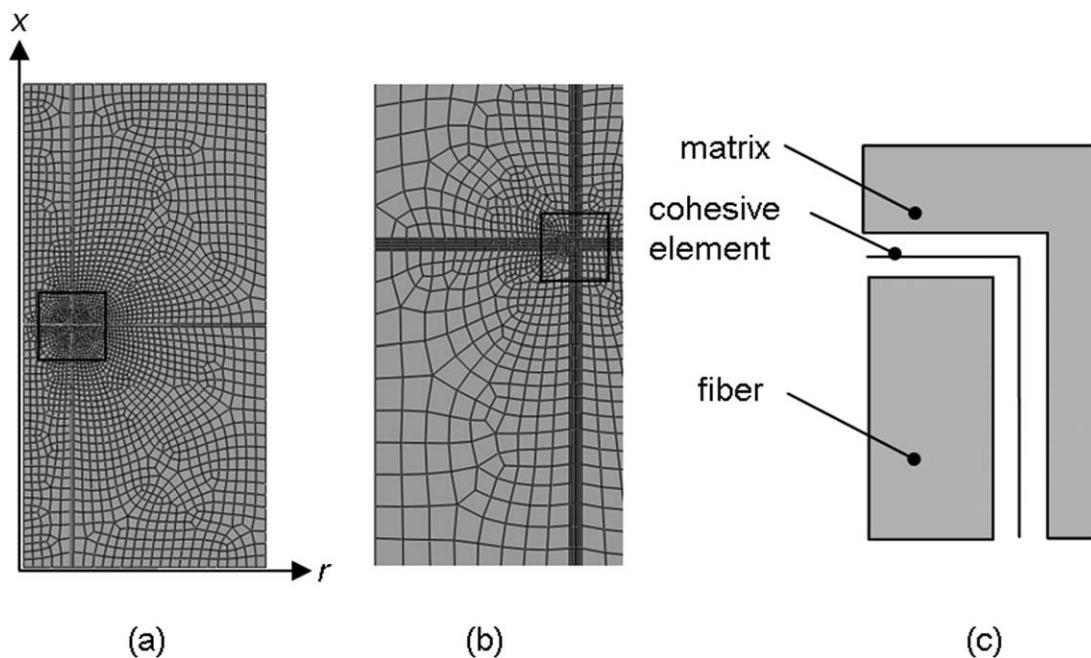 x
r
matrix
cohesive
element
fiber
(a)
(b)
(c)